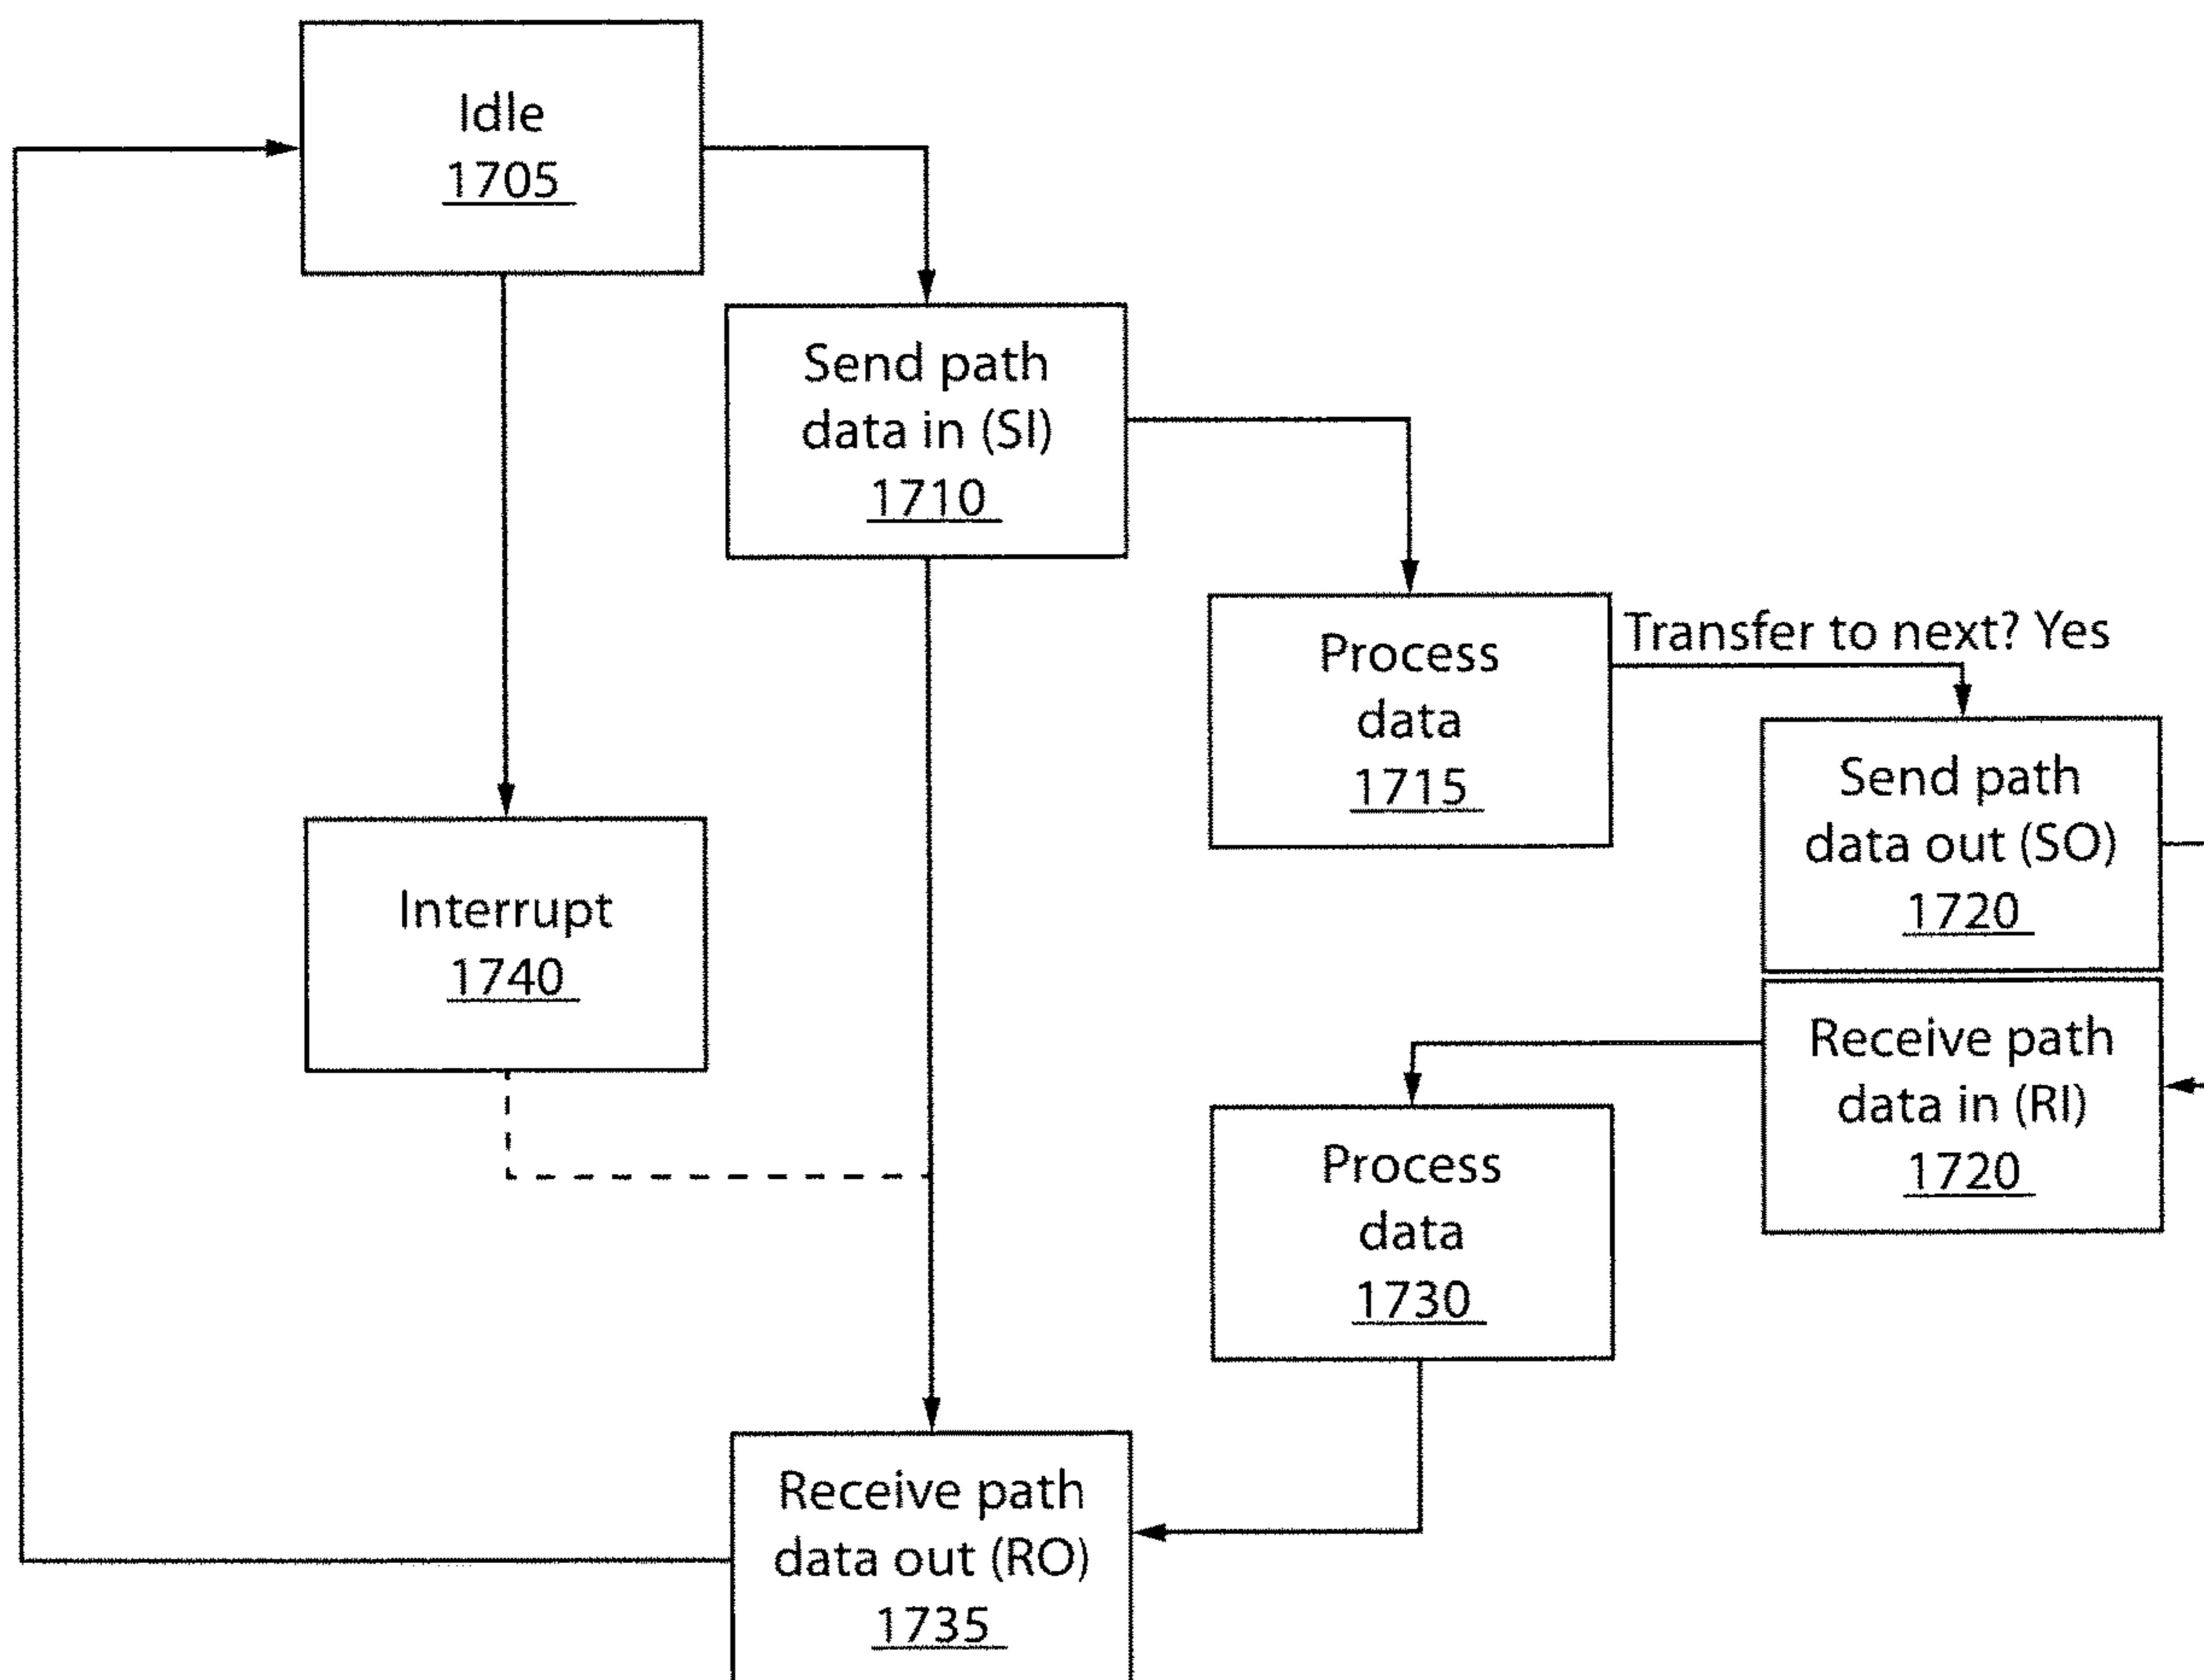 Idle
1705
Send path
data in (SI)
1710
Process
data
1715
Transfer to next? Yes
Send path
data out (SO)
1720
Interrupt
1740
Receive path
data in (RI)
1720
Process
data
1730
Receive path
data out (RO)
1735